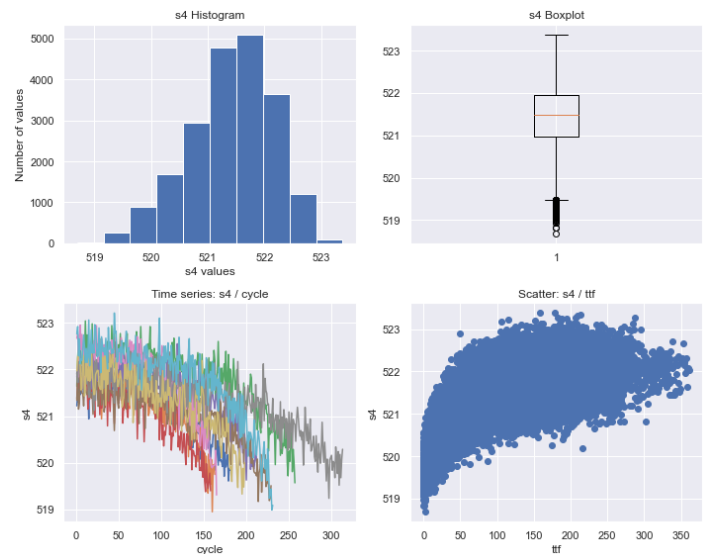 s4 Histogram
Number of values
5000
4000
3000
2000
1000
0
519 520 521 522 523
s4 values
s4 Boxplot
523
522
521
520
519
1
Time series: s4 / cycle
s4
523
522
521
520
519
0 50 100 150 200 250 300
cycle
Scatter: s4 / ttf
s4
523
522
521
520
519
0 50 100 150 200 250 300 350
ttf